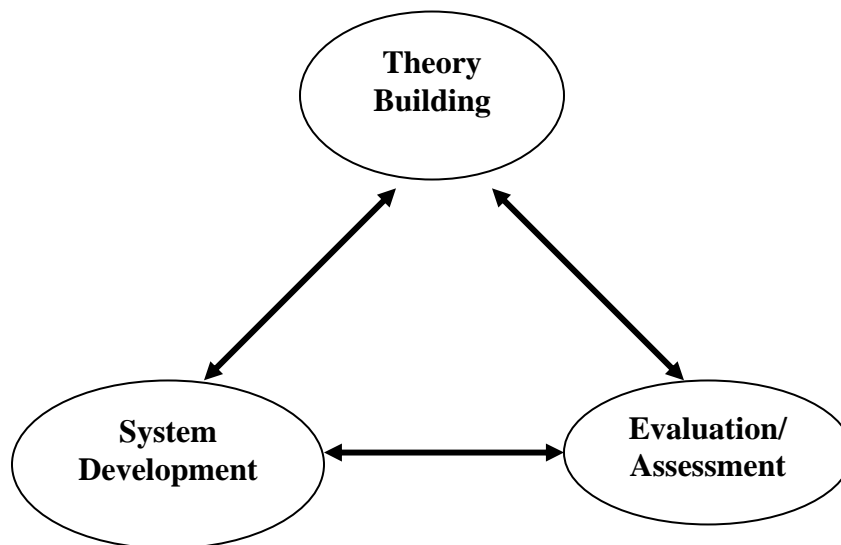 Theory
Building
System
Development
Evaluation/
Assessment